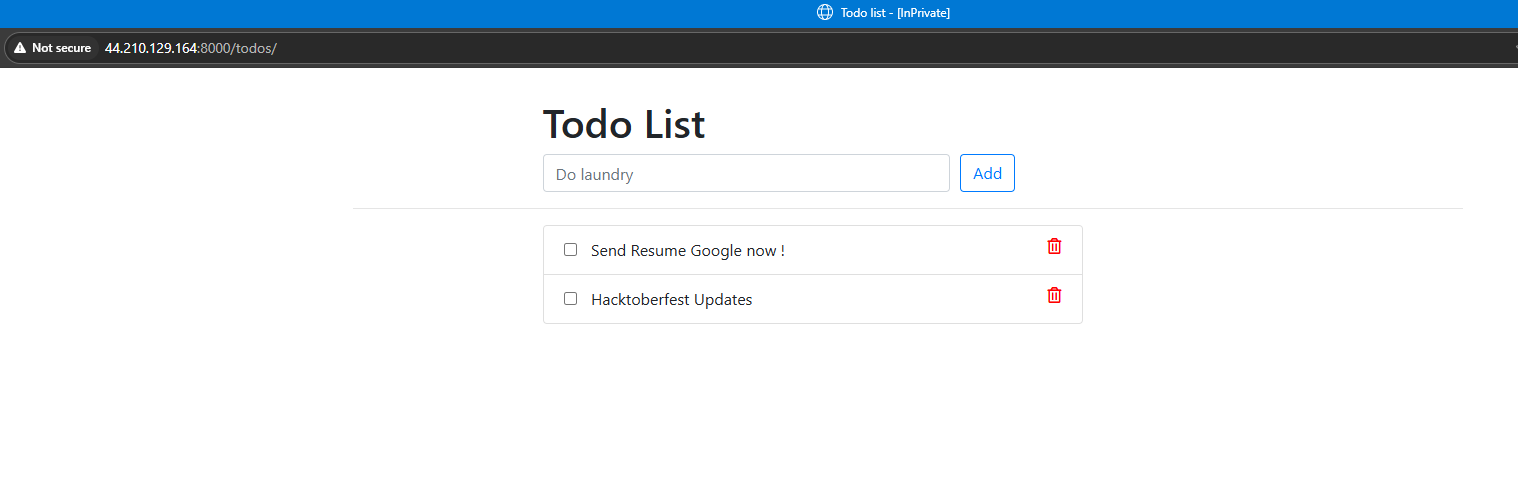 Todo list - [InPrivate]
Not secure 44.210.129.164:8000/todos/
Todo List
Do laundry Add
Send Resume Google now !
Hacktoberfest Updates